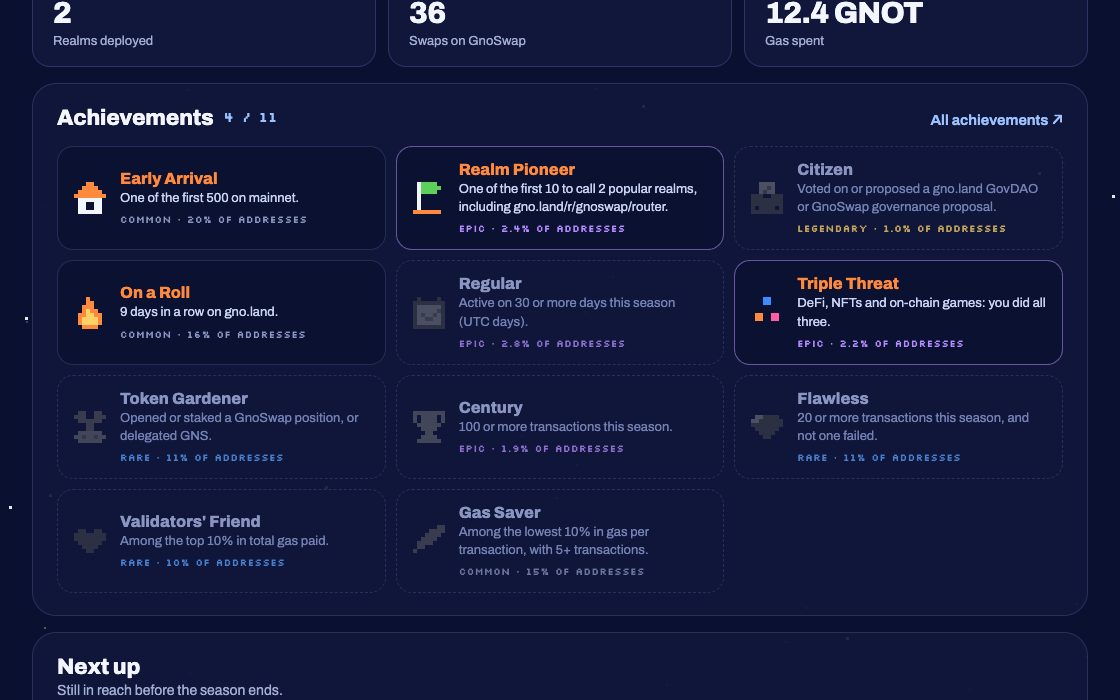 2
Realms deployed
36
Swaps on GnoSwap
12.4 GNOT
Gas spent
Achievements 4 / 11
All achievements ↗
Early Arrival
One of the first 500 on mainnet.
COMMON · 20% OF ADDRESSES
Realm Pioneer
One of the first 10 to call 2 popular realms,
including gno.land/r/gnoswap/router.
EPIC · 2.4% OF ADDRESSES
Citizen
Voted on or proposed a gno.land GovDAO
or GnoSwap governance proposal.
LEGENDARY · 1.0% OF ADDRESSES
On a Roll
9 days in a row on gno.land.
COMMON · 16% OF ADDRESSES
Regular
Active on 30 or more days this season
(UTC days).
EPIC · 2.8% OF ADDRESSES
Triple Threat
DeFi, NFTs and on-chain games: you did all
three.
EPIC · 2.2% OF ADDRESSES
Token Gardener
Opened or staked a GnoSwap position, or
delegated GNS.
RARE · 11% OF ADDRESSES
Century
100 or more transactions this season.
EPIC · 1.9% OF ADDRESSES
Flawless
20 or more transactions this season, and
not one failed.
RARE · 11% OF ADDRESSES
Validators' Friend
Among the top 10% in total gas paid.
RARE · 10% OF ADDRESSES
Gas Saver
Among the lowest 10% in gas per
transaction, with 5+ transactions.
COMMON · 15% OF ADDRESSES
Next up
Still in reach before the season ends.